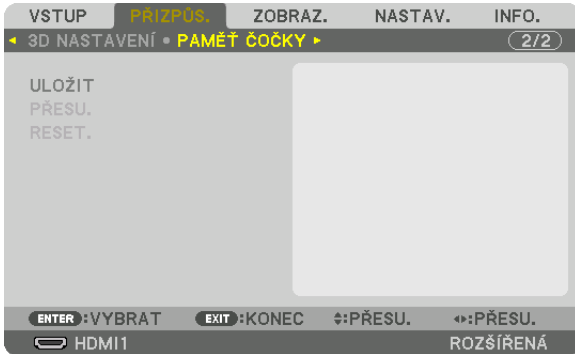 VSTUP PŘIZPŮS. ZOBRAZ. NASTAV. INFO.
3D NASTAVENÍ • PAMĚŤ ČOČKY 2/2
ULOŽIT
PŘESU.
RESET.
ENTER :VYBRAT EXIT :KONEC :PŘESU. :PŘESU.
HDMI1 ROZŠÍŘENÁ